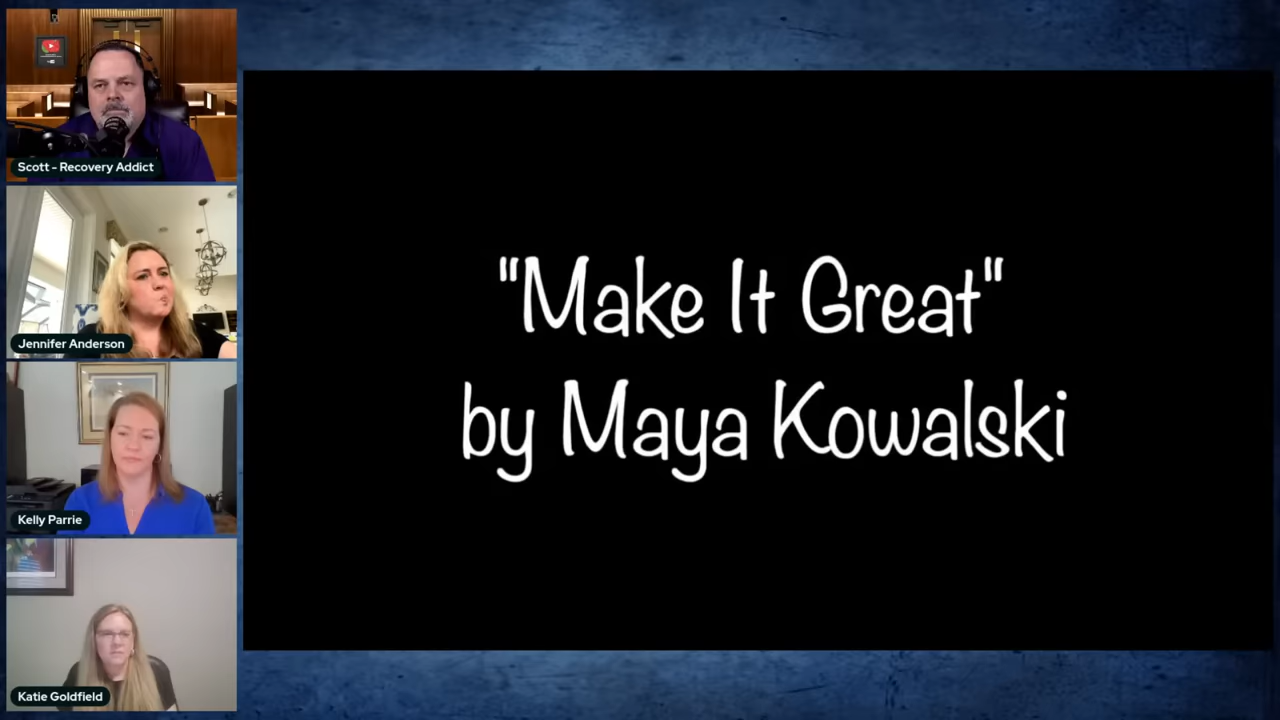 Scott - Recovery Addict
Jennifer Anderson
Kelly Parrie
Katie Goldfield
"Make It Great"
by Maya Kowalski